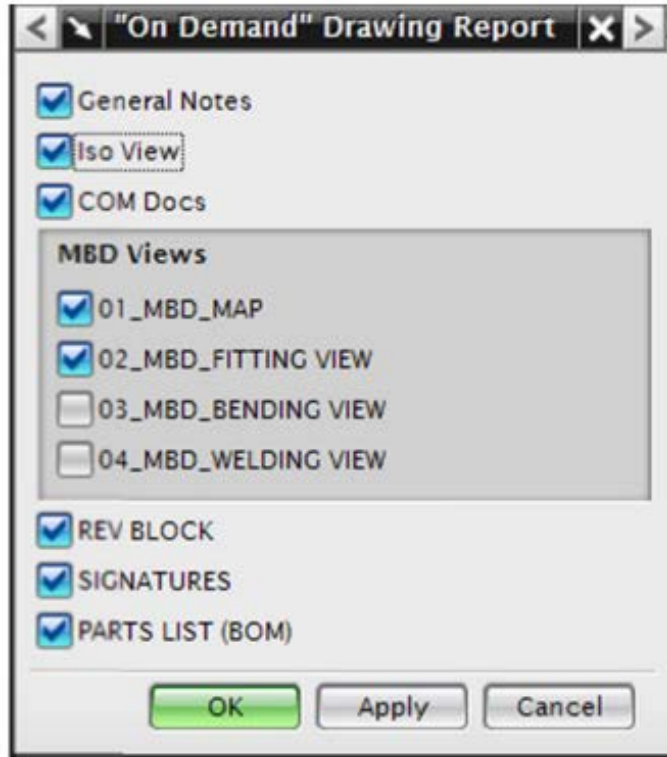 "On Demand" Drawing Report
General Notes
Iso View
COM Docs
MBD Views
01_MBD_MAP
02_MBD_FITTING VIEW
03_MBD_BENDING VIEW
04_MBD_WELDING VIEW
REV BLOCK
SIGNATURES
PARTS LIST (BOM)
OK Apply Cancel